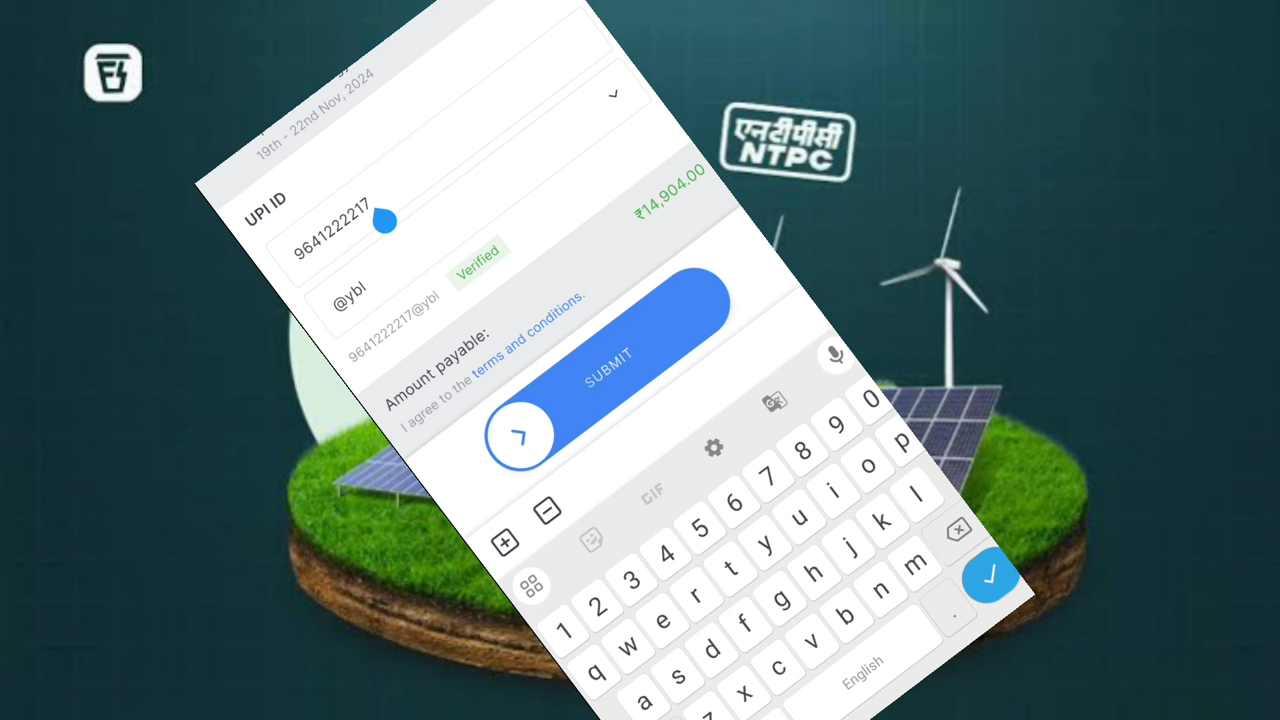 19th - 22nd Nov, 2024
UPI ID
9641222217
@ybl
9641222217@ybl Verified
Amount payable: ₹14,904.00
I agree to the terms and conditions.
SUBMIT
GIF
1 2 3 4 5 6 7 8 9 0
q w e r t y u i o p
a s d f g h j k l
z x c v b n m
English .
एनटीपीसी
NTPC